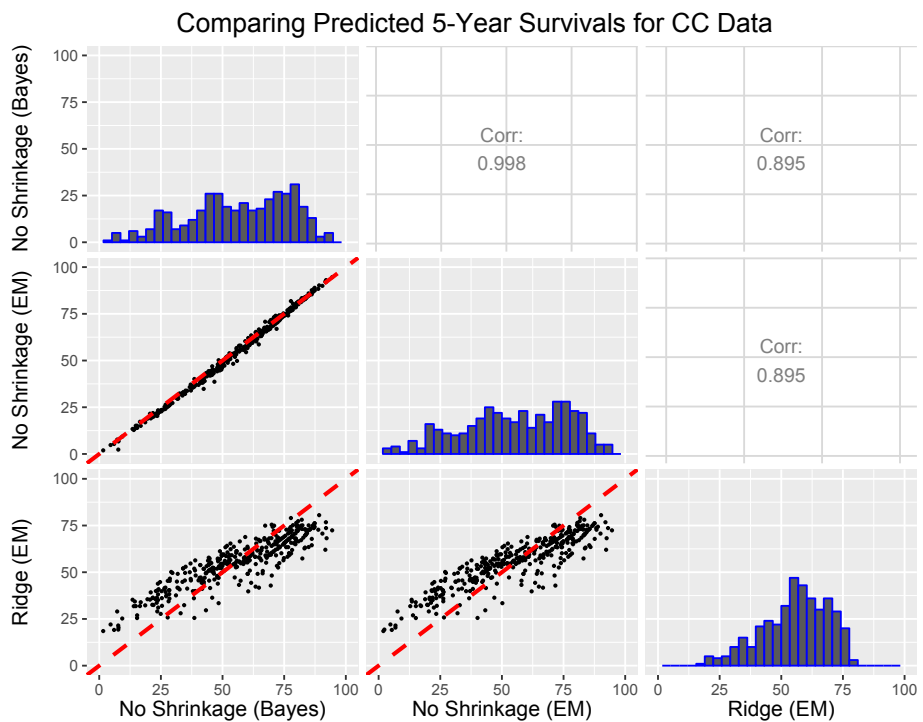 Comparing Predicted 5-Year Survivals for CC Data
No Shrinkage (Bayes)
100
75
50
25
0
Corr:
0.998
Corr:
0.895
No Shrinkage (EM)
100
75
50
25
0
Corr:
0.895
Ridge (EM)
100
75
50
25
0
0 25 50 75 100
0 25 50 75 100
0 25 50 75 100
No Shrinkage (Bayes)
No Shrinkage (EM)
Ridge (EM)